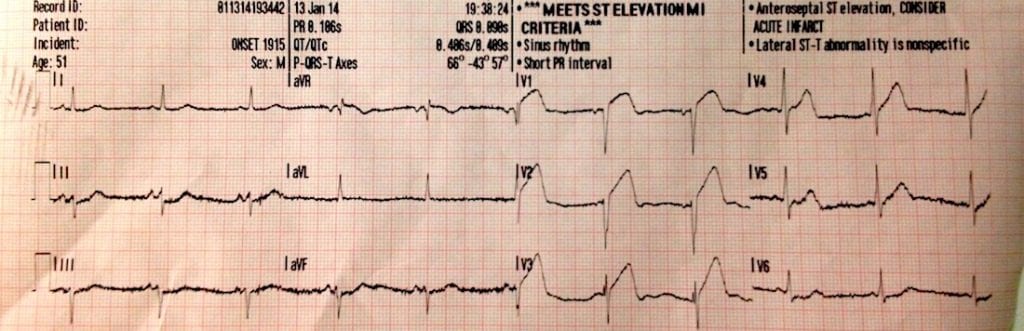 Record ID: 811314193442
Patient ID:
Incident: ONSET 1915
Age: 51 Sex: M
13 Jan 14 19:38:24
PR 0.106s QRS 0.090s
QT/QTc 0.406s/0.409s
P-QRS-T Axes 66° -43° 57°
• *** MEETS ST ELEVATION MI
CRITERIA ***
• Sinus rhythm
• Short PR interval
• Anteroseptal ST elevation, CONSIDER
ACUTE INFARCT
• Lateral ST-T abnormality is nonspecific
I aVR V1 V4
II aVL V2 V5
III aVF V3 V6